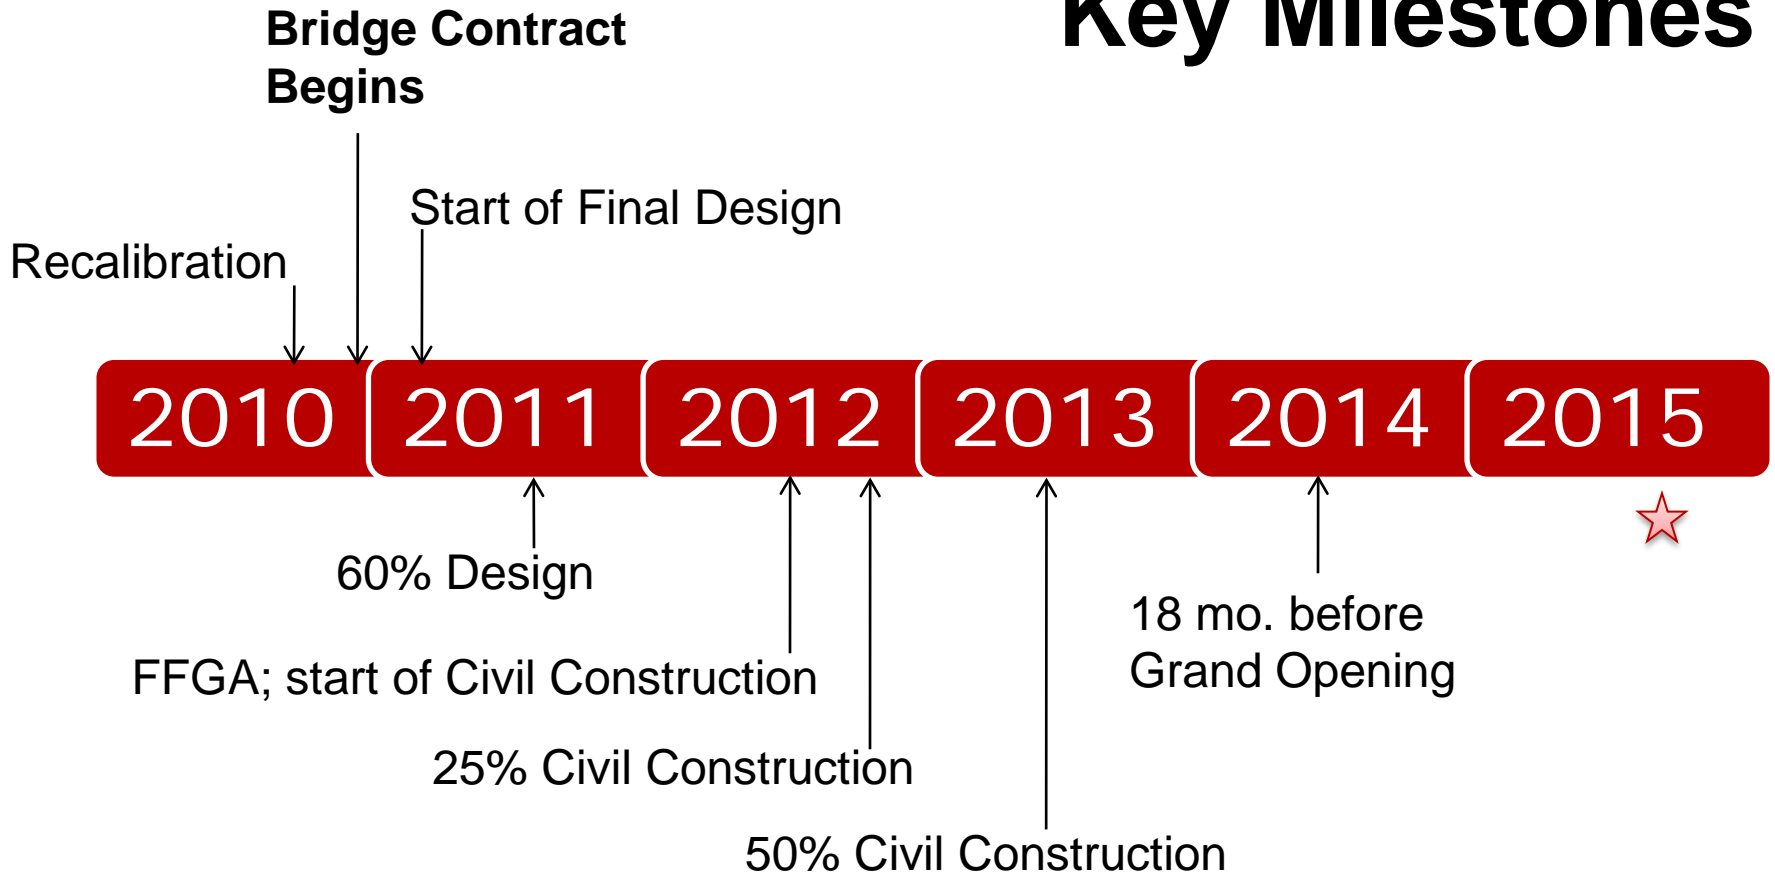 Key Milestones
Bridge Contract
Begins
Start of Final Design
Recalibration
2010 2011 2012 2013 2014 2015
60% Design
18 mo. before
Grand Opening
FFGA; start of Civil Construction
25% Civil Construction
50% Civil Construction